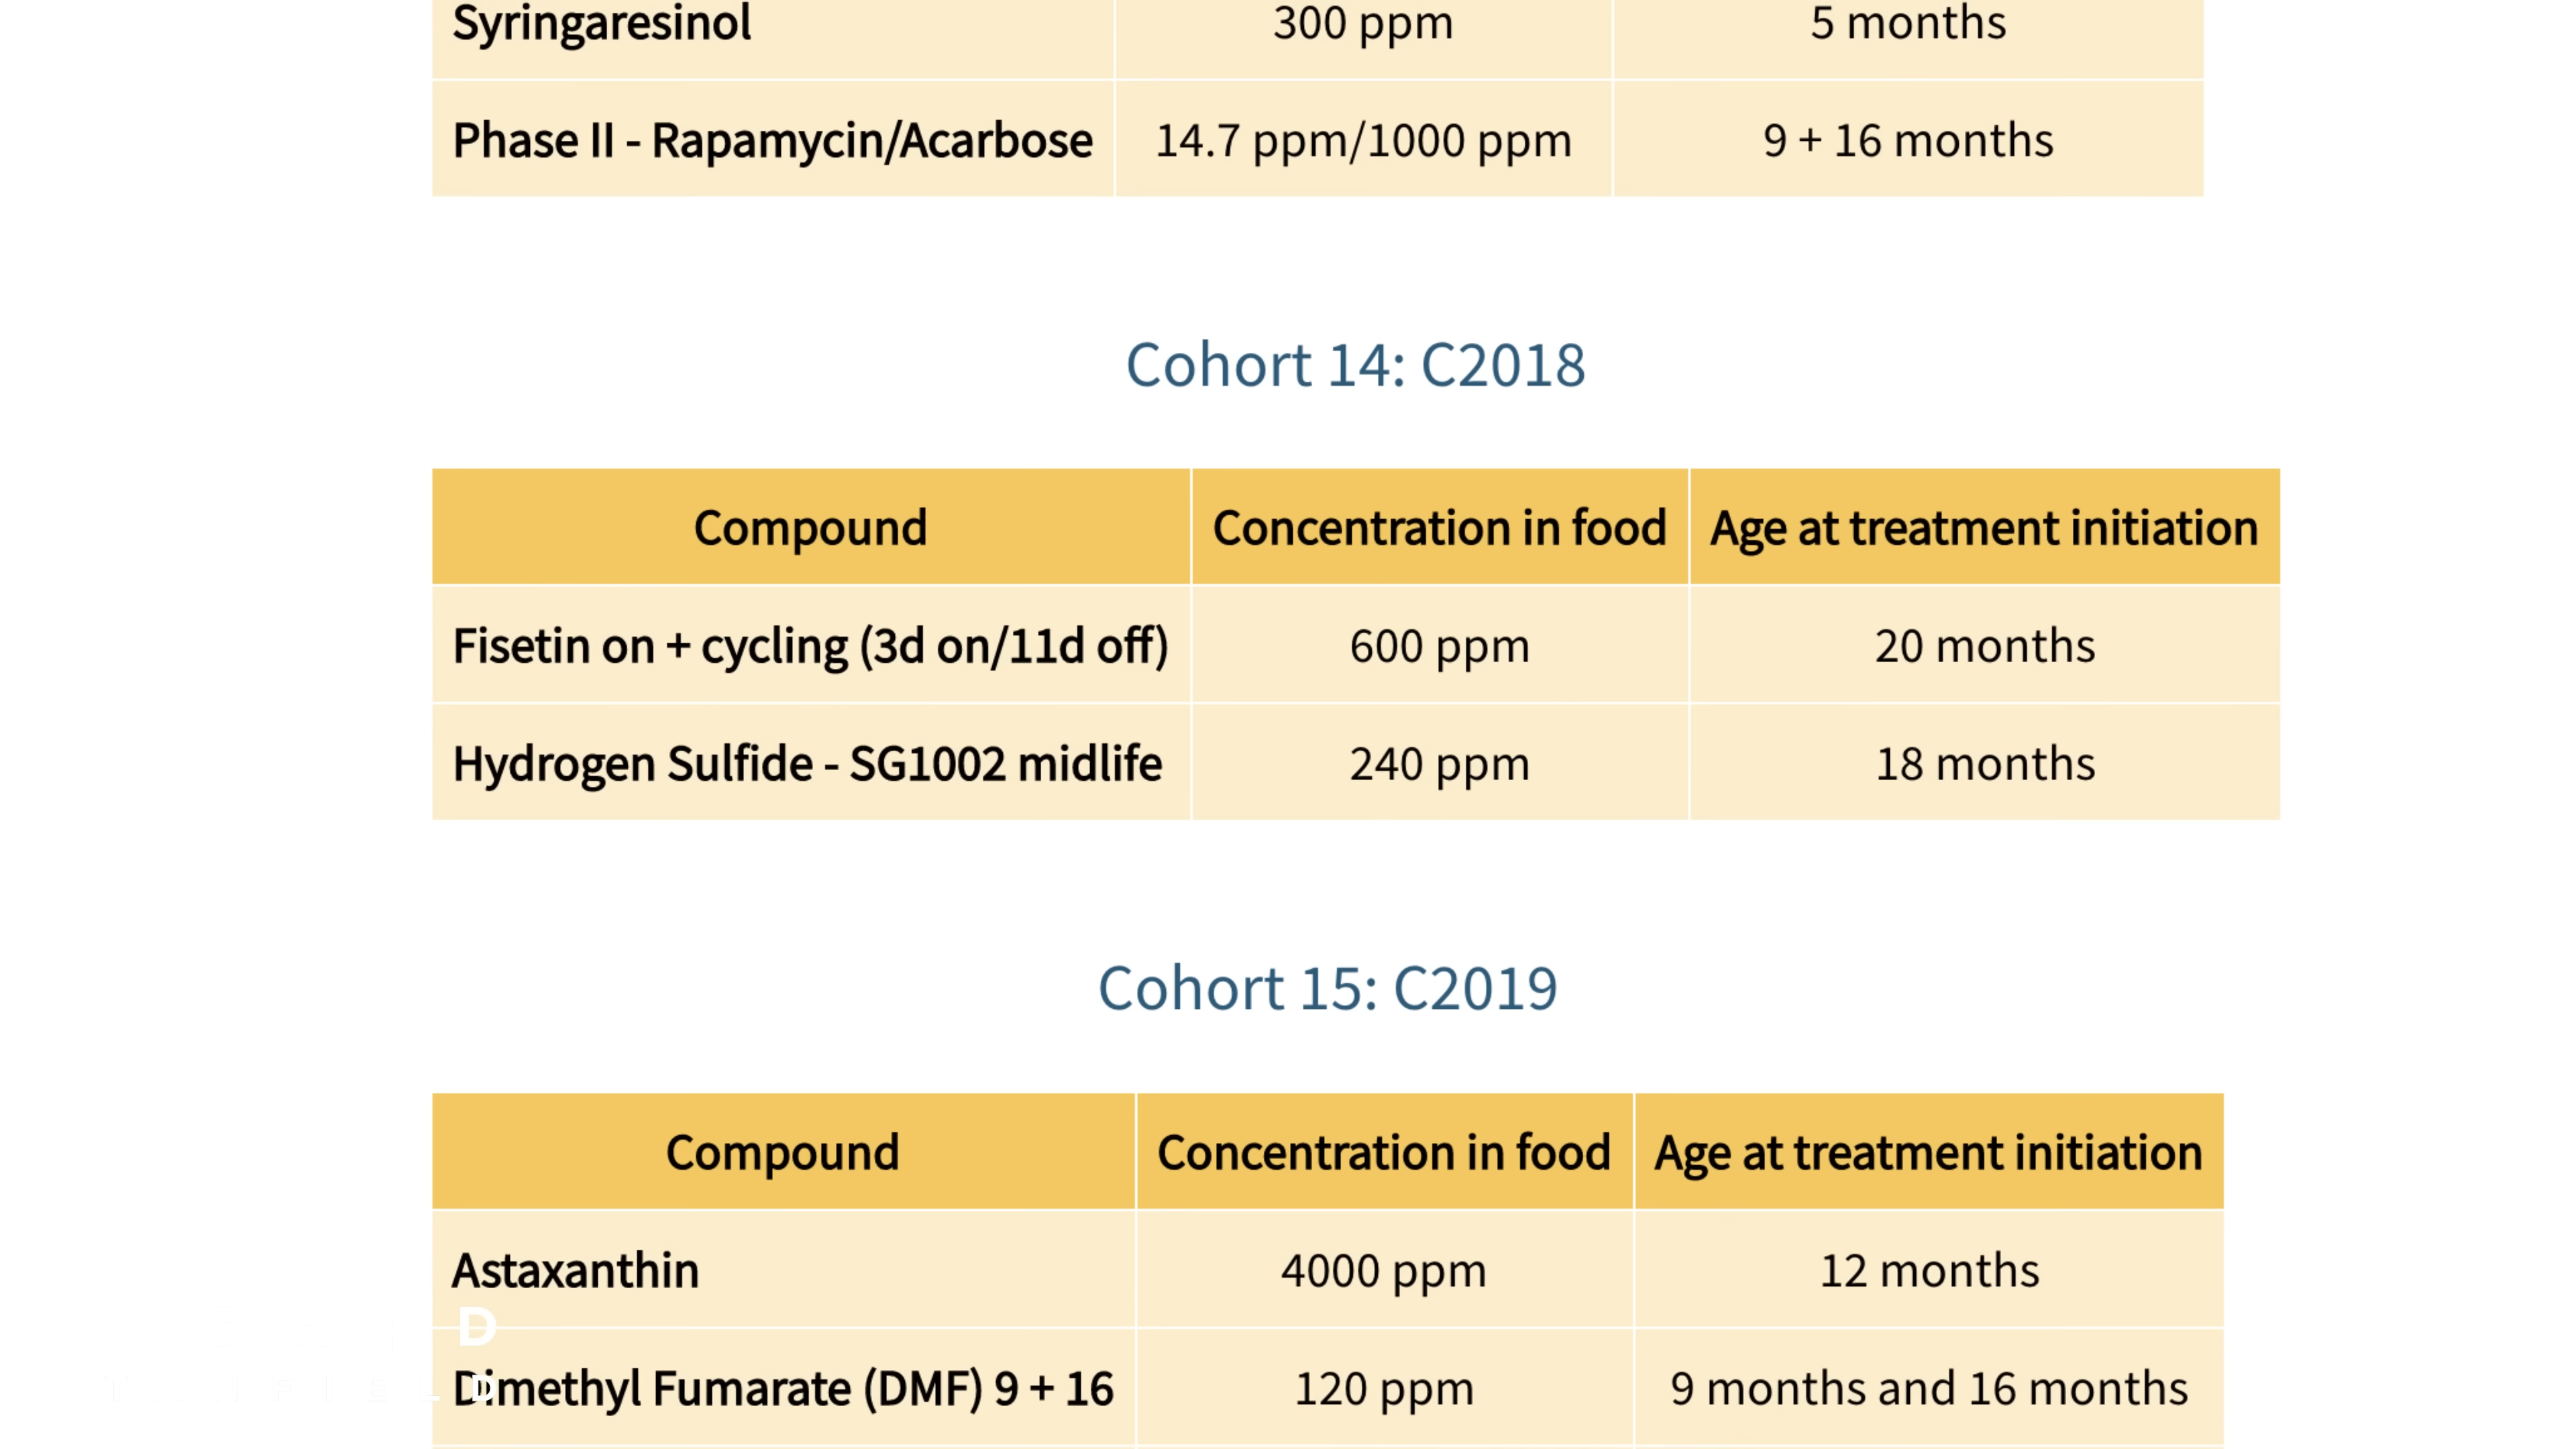 Syringaresinol 300 ppm 5 months
Phase II - Rapamycin/Acarbose 14.7 ppm/1000 ppm 9 + 16 months
Cohort 14: C2018
Compound Concentration in food Age at treatment initiation
Fisetin on + cycling (3d on/11d off) 600 ppm 20 months
Hydrogen Sulfide - SG1002 midlife 240 ppm 18 months
Cohort 15: C2019
Compound Concentration in food Age at treatment initiation
Astaxanthin 4000 ppm 12 months
D
Dimethyl Fumarate (DMF) 9 + 16 120 ppm 9 months and 16 months